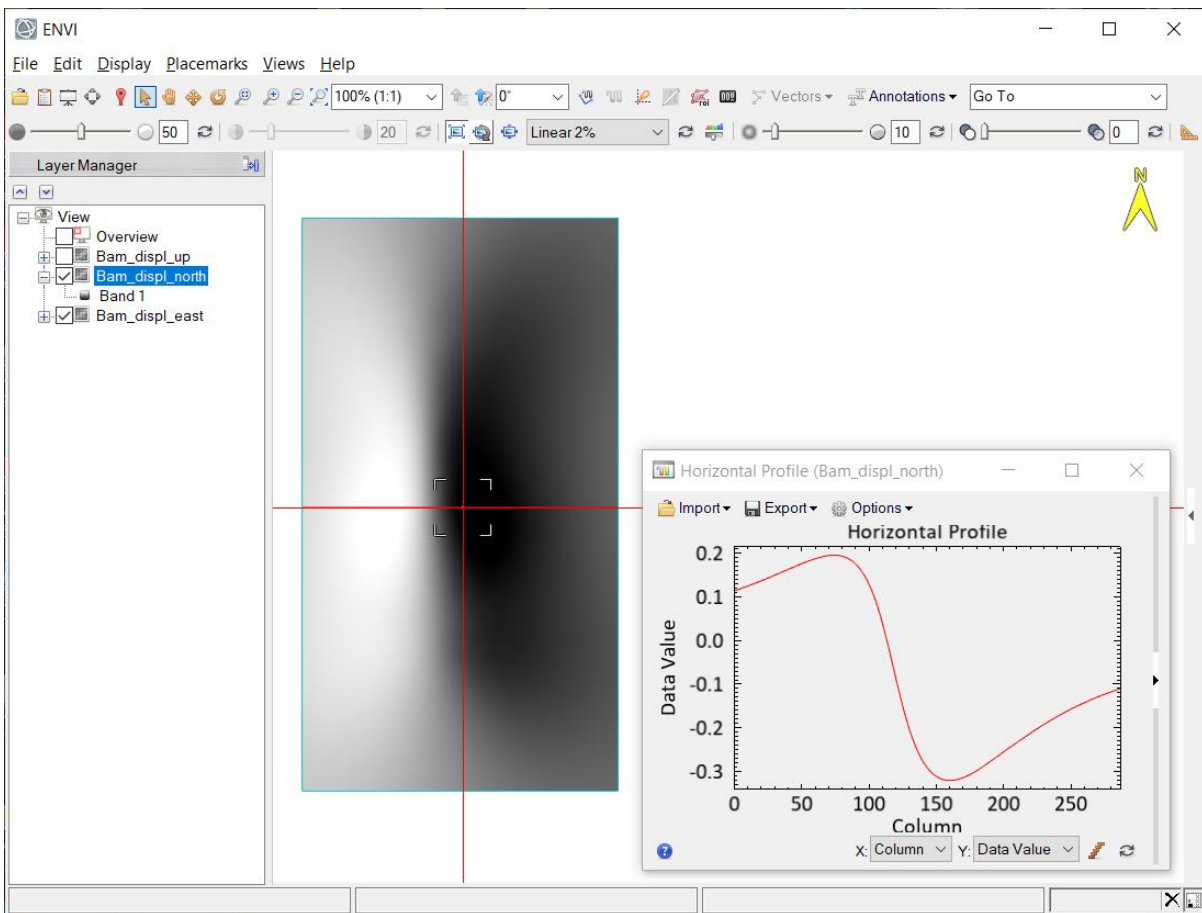 ENVI
File Edit Display Placemarks Views Help
100% (1:1) 0° roi 009 Vectors Annotations Go To
50 20 Linear 2% 10 0
Layer Manager
View
Overview
Bam_displ_up
Bam_displ_north
Band 1
Bam_displ_east
N
Horizontal Profile (Bam_displ_north)
Import Export Options
Horizontal Profile
0.2
0.1
0.0
-0.1
-0.2
-0.3
Data Value
0 50 100 150 200 250
Column
X: Column Y: Data Value